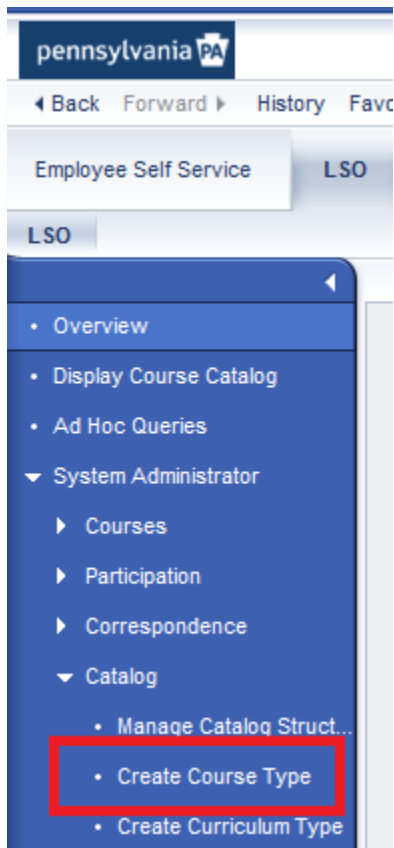 pennsylvania PA
Back Forward History Favo
Employee Self Service LSO
LSO
Overview
Display Course Catalog
Ad Hoc Queries
System Administrator
Courses
Participation
Correspondence
Catalog
Manage Catalog Struct...
Create Course Type
Create Curriculum Type